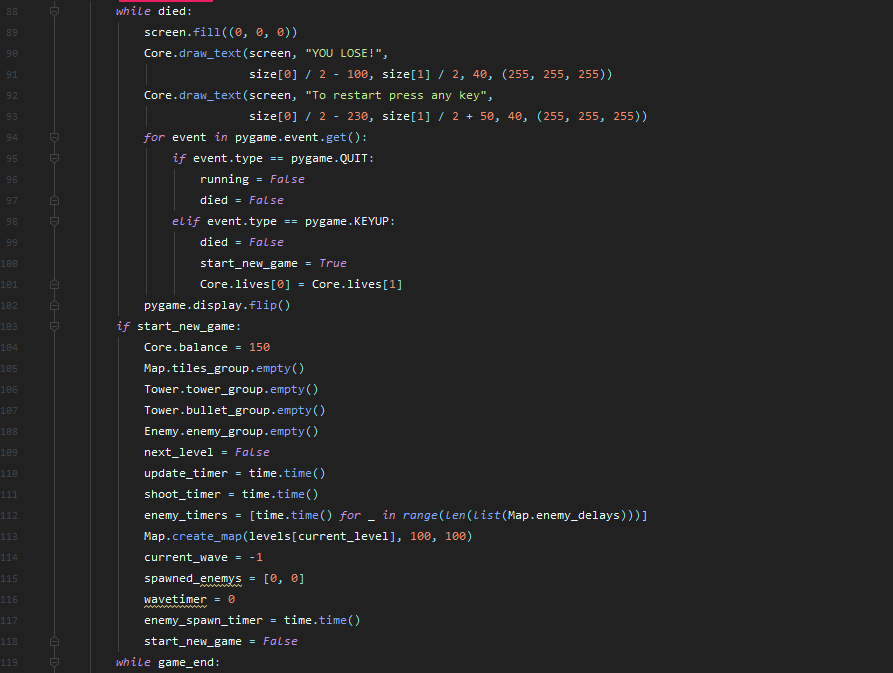 88 while died:
89 screen.fill((0, 0, 0))
90 Core.draw_text(screen, "YOU LOSE!",
91 size[0] / 2 - 100, size[1] / 2, 40, (255, 255, 255))
92 Core.draw_text(screen, "To restart press any key",
93 size[0] / 2 - 230, size[1] / 2 + 50, 40, (255, 255, 255))
94 for event in pygame.event.get():
95 if event.type == pygame.QUIT:
96 running = False
97 died = False
98 elif event.type == pygame.KEYUP:
99 died = False
100 start_new_game = True
101 Core.lives[0] = Core.lives[1]
102 pygame.display.flip()
103 if start_new_game:
104 Core.balance = 150
105 Map.tiles_group.empty()
106 Tower.tower_group.empty()
107 Tower.bullet_group.empty()
108 Enemy.enemy_group.empty()
109 next_level = False
110 update_timer = time.time()
111 shoot_timer = time.time()
112 enemy_timers = [time.time() for _ in range(len(list(Map.enemy_delays)))]
113 Map.create_map(levels[current_level], 100, 100)
114 current_wave = -1
115 spawned_enemys = [0, 0]
116 wavetimer = 0
117 enemy_spawn_timer = time.time()
118 start_new_game = False
119 while game_end: